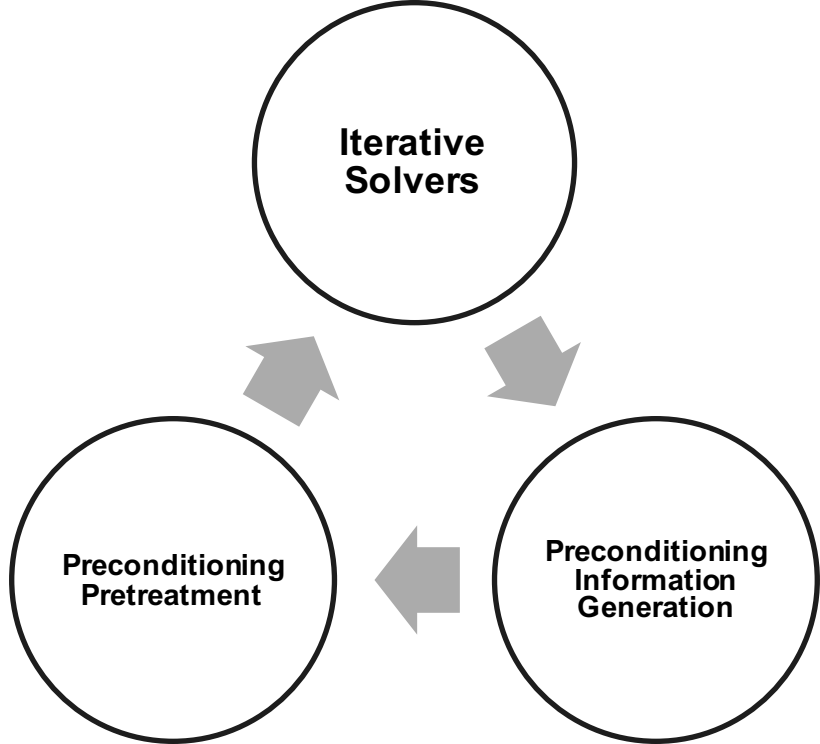 Iterative
Solvers
Preconditioning
Pretreatment
Preconditioning
Information
Generation